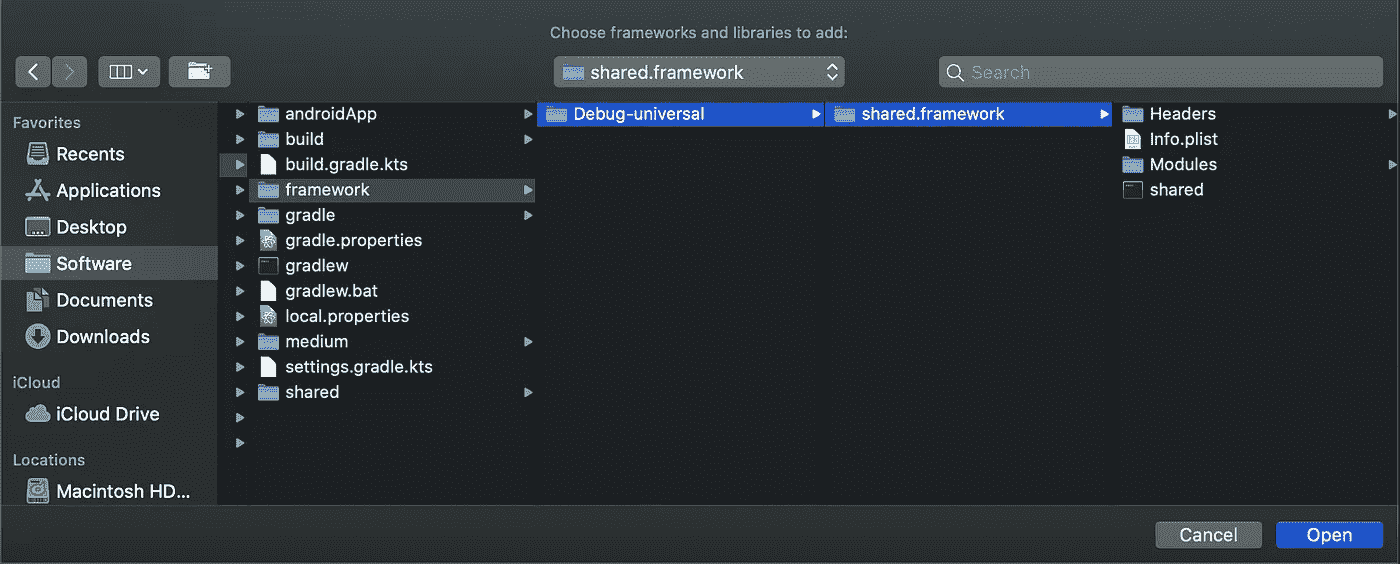 Choose frameworks and libraries to add:
shared.framework
Search
Favorites
Recents
Applications
Desktop
Software
Documents
Downloads
iCloud
iCloud Drive
Locations
Macintosh HD...
androidApp
build
build.gradle.kts
framework
gradle
gradle.properties
gradlew
gradlew.bat
local.properties
medium
settings.gradle.kts
shared
Debug-universal
shared.framework
Headers
Info.plist
Modules
shared
Cancel
Open